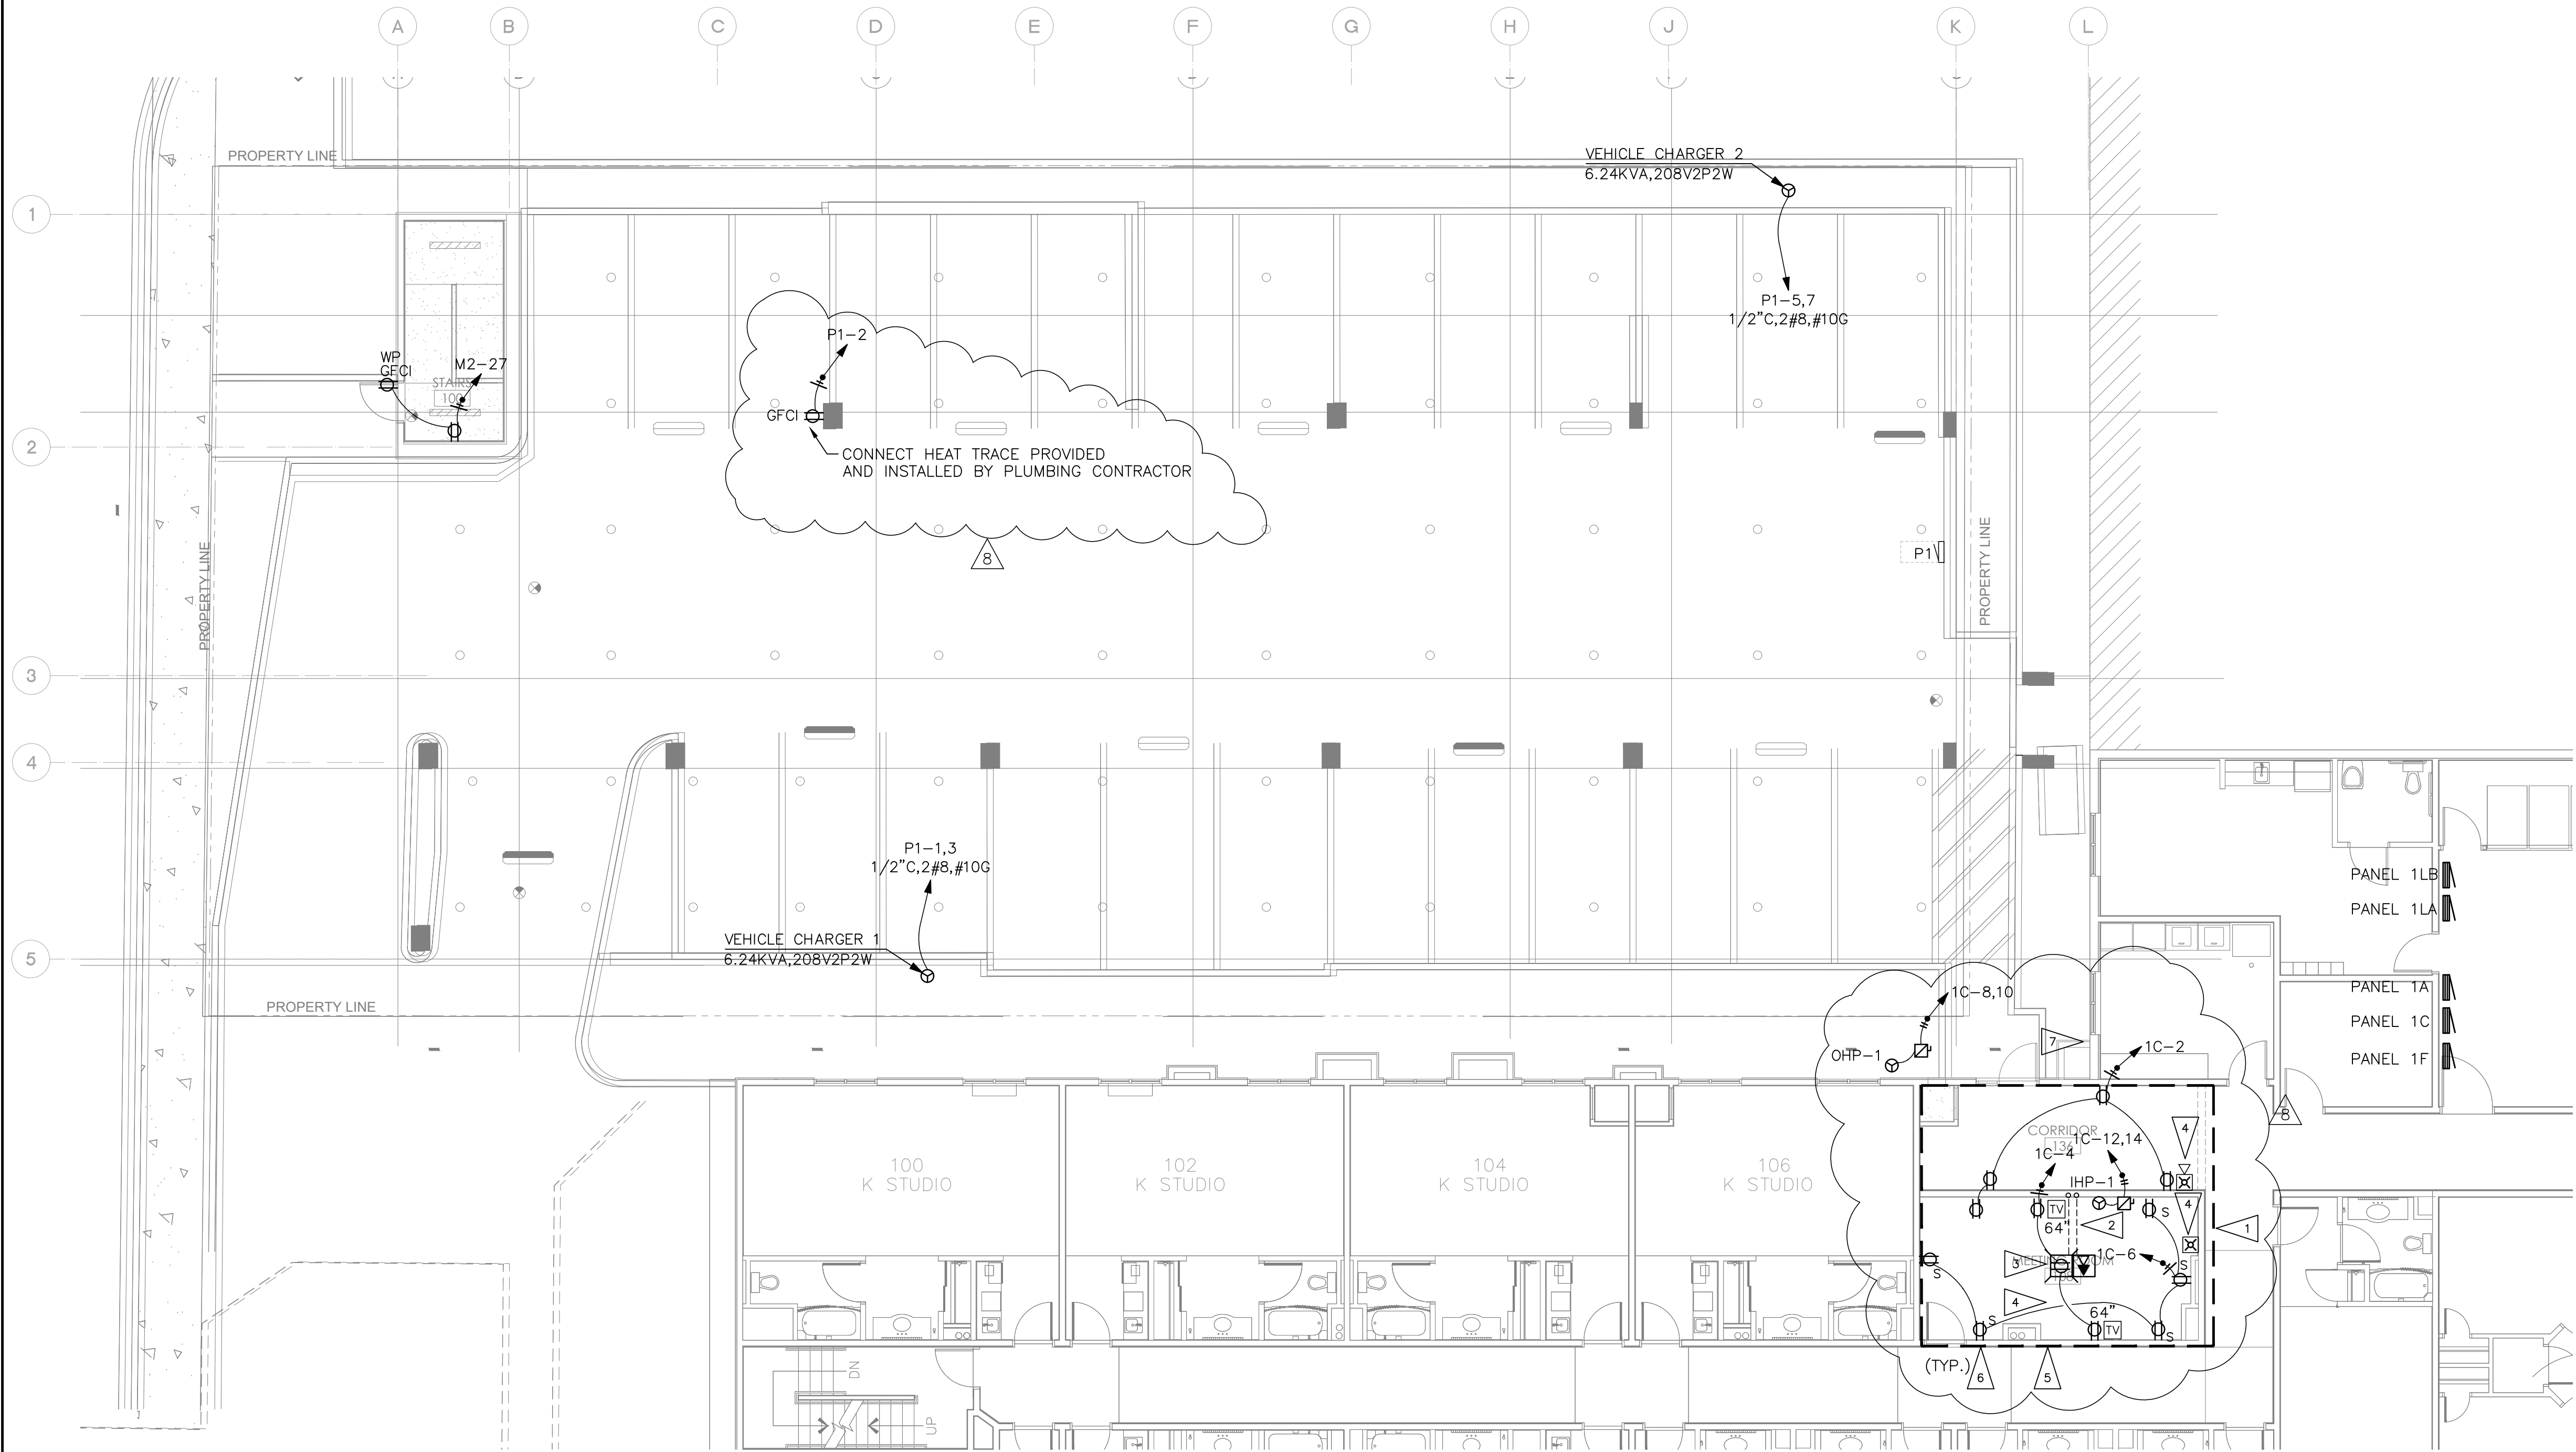 A
B
C
D
E
F
G
H
J
K
L
PROPERTY LINE
VEHICLE CHARGER 2
6.24KVA,208V2P2W
1
P1-5,7
1/2"C,2#8,#10G
P1-2
WP
GFCI
M2-27
STAIRS
100
GFCI
2
CONNECT HEAT TRACE PROVIDED
AND INSTALLED BY PLUMBING CONTRACTOR
8
PROPERTY LINE
P1
PROPERTY LINE
3
4
P1-1,3
1/2"C,2#8,#10G
PANEL 1LB
PANEL 1LA
VEHICLE CHARGER 1
6.24KVA,208V2P2W
5
PROPERTY LINE
1C-8,10
PANEL 1A
PANEL 1C
PANEL 1F
OHP-1
7
1C-2
8
CORRIDOR
136
1C-12,14
4
1C-4
100
K STUDIO
102
K STUDIO
104
K STUDIO
106
K STUDIO
IHP-1
TV
64"
2
S
4
1
1C-6
3
S
S
4
64"
S
TV
S
(TYP.)
6
5
DN
UP